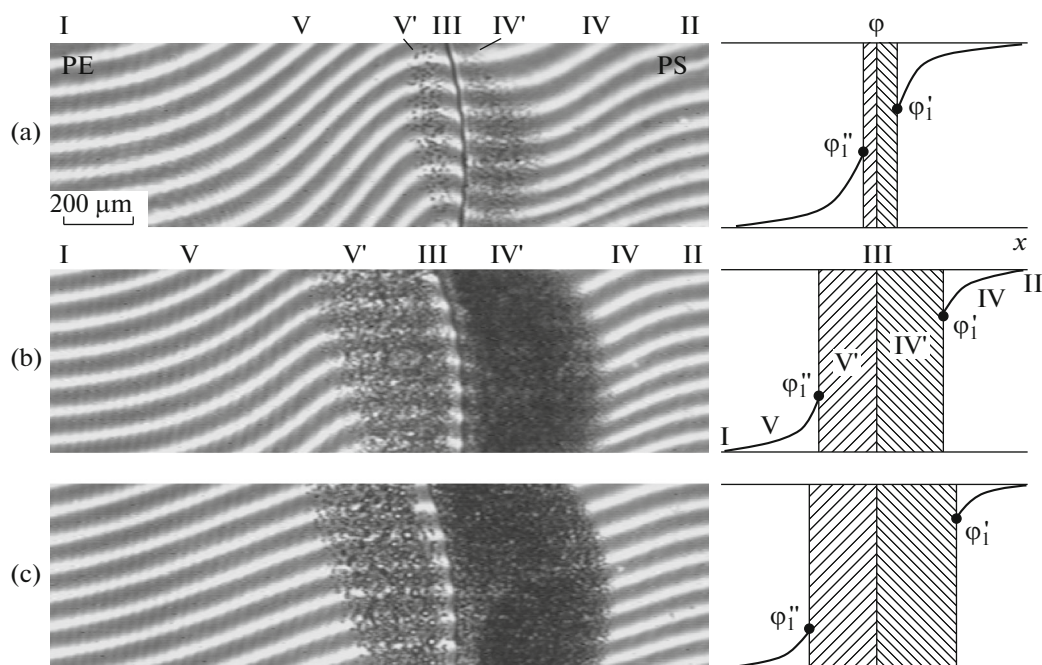 I V V' III IV' IV II φ
PE PS
(a) φ₁' φ₁''
200 μm
x
I V V' III IV' IV II III
(b) IV II φ₁' V' IV' φ₁'' V I
(c) φ₁' φ₁''